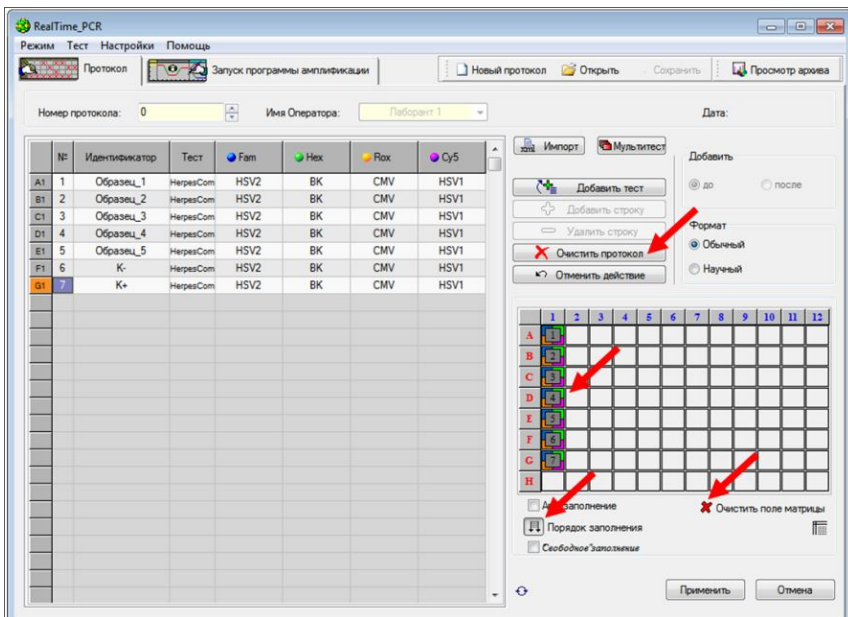 RealTime_PCR
Режим Тест Настройки Помощь
Протокол Запуск программы амплификации Новый протокол Открыть Сохранить Просмотр архива
Номер протокола: 0 Имя Оператора: Лаборант 1 Дата:
№ Идентификатор Тест Fam Hex Rox Cy5
A1 1 Образец_1 HerpesCom HSV2 BK CMV HSV1
B1 2 Образец_2 HerpesCom HSV2 BK CMV HSV1
C1 3 Образец_3 HerpesCom HSV2 BK CMV HSV1
D1 4 Образец_4 HerpesCom HSV2 BK CMV HSV1
E1 5 Образец_5 HerpesCom HSV2 BK CMV HSV1
F1 6 К- HerpesCom HSV2 BK CMV HSV1
G1 7 К+ HerpesCom HSV2 BK CMV HSV1
Импорт Мультитест
Добавить тест
Добавить строку
Удалить строку
Очистить протокол
Отменить действие
Добавить
до после
Формат
Обычный
Научный
1 2 3 4 5 6 7 8 9 10 11 12
A 1
B 2
C 3
D 4
E 5
F 6
G 7
H
заполнение
Очистить поле матрицы
Порядок заполнения
Свободное заполнение
Применить Отмена